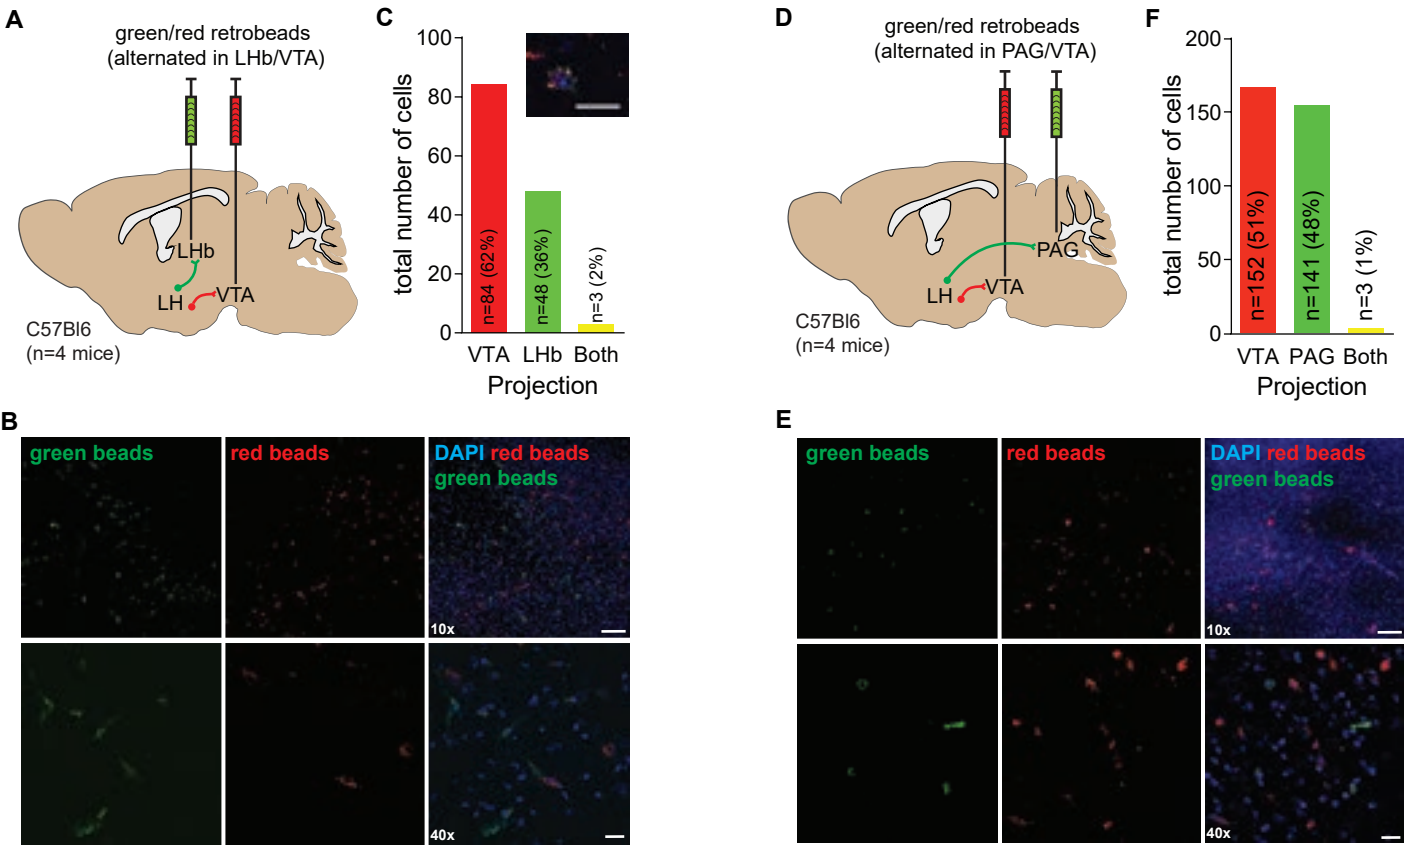 A
green/red retrobeads
(alternated in LHb/VTA)
LHb
LH
VTA
C57Bl6
(n=4 mice)
C
total number of cells
100
80
60
40
20
0
n=84 (62%)
n=48 (36%)
n=3 (2%)
VTA LHb Both
Projection
B
green beads
red beads
DAPI red beads
green beads
10x
40x
D
green/red retrobeads
(alternated in PAG/VTA)
PAG
LH
VTA
C57Bl6
(n=4 mice)
F
total number of cells
200
150
100
50
0
n=152 (51%)
n=141 (48%)
n=3 (1%)
VTA PAG Both
Projection
E
green beads
red beads
DAPI red beads
green beads
10x
40x